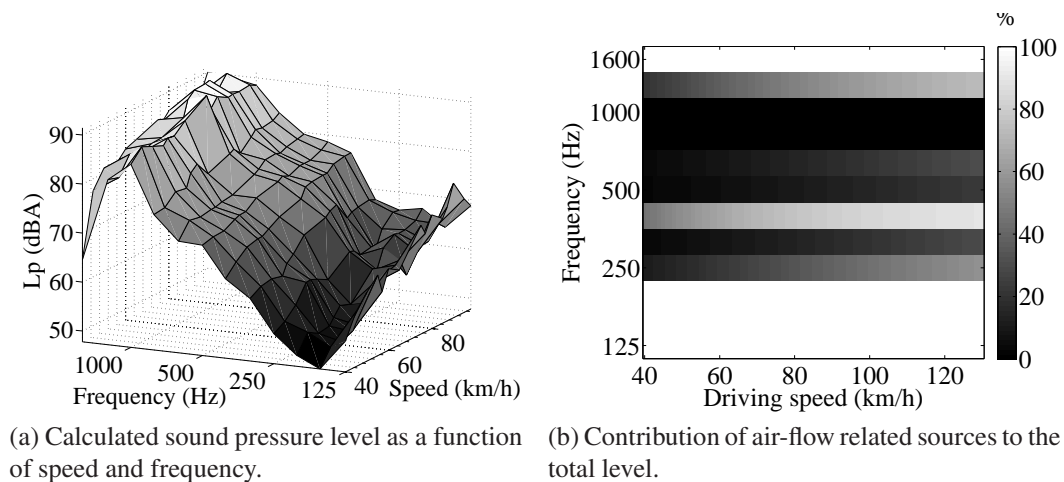 90
80
70
60
50
Lp (dBA)
1000
500
250
125
Frequency (Hz)
40
60
80
Speed (km/h)
(a) Calculated sound pressure level as a function
of speed and frequency.
%
1600
1000
500
250
125
Frequency (Hz)
40 60 80 100 120
Driving speed (km/h)
100
80
60
40
20
0
(b) Contribution of air-flow related sources to the
total level.